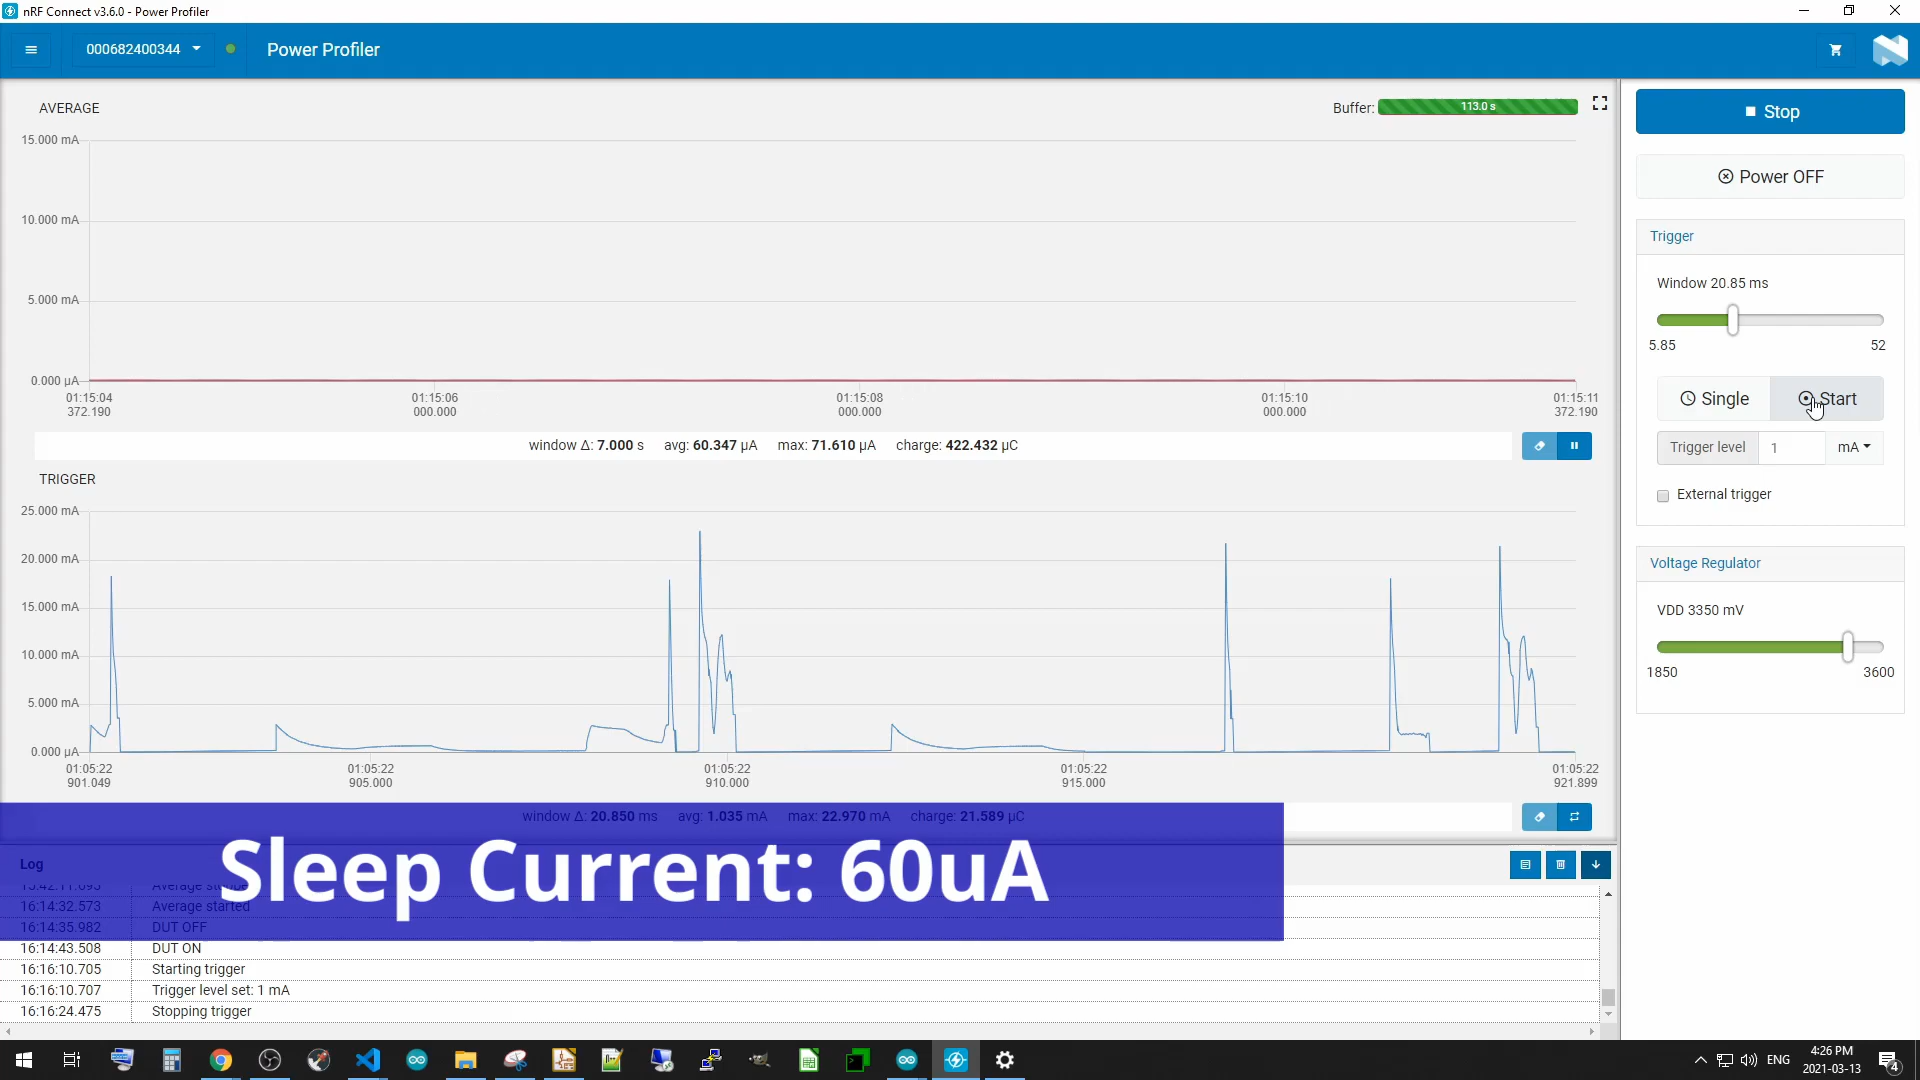 nRF Connect v3.6.0 - Power Profiler
000682400344
Power Profiler
AVERAGE
Buffer:
113.0 s
15.000 mA
10.000 mA
5.000 mA
0.000 µA
01:15:04
372.190
01:15:06
000.000
01:15:08
000.000
01:15:10
000.000
01:15:11
372.190
window Δ: 7.000 s avg: 60.347 µA max: 71.610 µA charge: 422.432 µC
TRIGGER
25.000 mA
20.000 mA
15.000 mA
10.000 mA
5.000 mA
0.000 µA
01:05:22
901.049
01:05:22
905.000
01:05:22
910.000
01:05:22
915.000
01:05:22
921.899
window Δ: 20.850 ms avg: 1.035 mA max: 22.970 mA charge: 21.589 µC
Sleep Current: 60uA
Log
15:42:11.693 Average stoppe
16:14:32.573 Average started
16:14:35.982 DUT OFF
16:14:43.508 DUT ON
16:16:10.705 Starting trigger
16:16:10.707 Trigger level set: 1 mA
16:16:24.475 Stopping trigger
Stop
Power OFF
Trigger
Window 20.85 ms
5.85 52
Single Start
Trigger level 1 mA
External trigger
Voltage Regulator
VDD 3350 mV
1850 3600
ENG
4:26 PM
2021-03-13
4